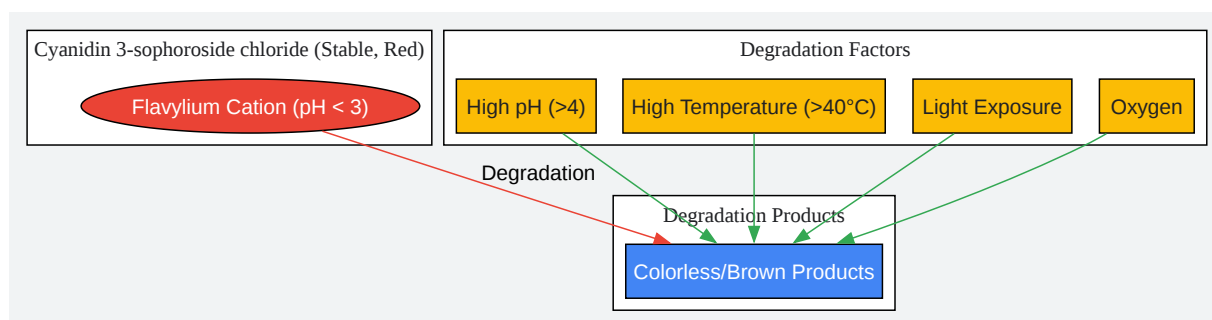 Cyanidin 3-sophoroside chloride (Stable, Red)
Degradation Factors
Flavylium Cation (pH < 3)
High pH (>4)
High Temperature (>40°C)
Light Exposure
Oxygen
Degradation
Degradation Products
Colorless/Brown Products